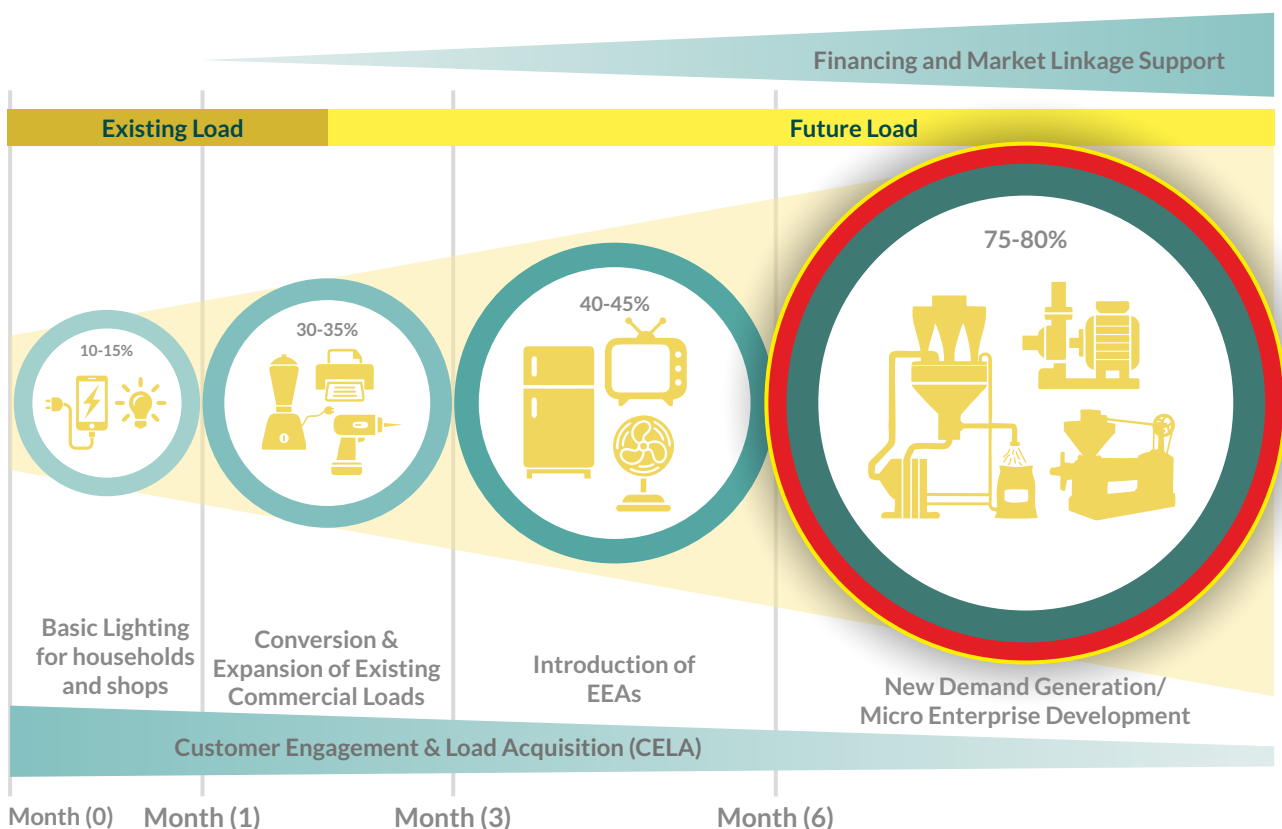 Financing and Market Linkage Support
Existing Load
Future Load
10-15%
30-35%
40-45%
75-80%
Basic Lighting
for households
and shops
Conversion &
Expansion of Existing
Commercial Loads
Introduction of
EEAs
New Demand Generation/
Micro Enterprise Development
Customer Engagement & Load Acquisition (CELA)
Month (0)
Month (1)
Month (3)
Month (6)